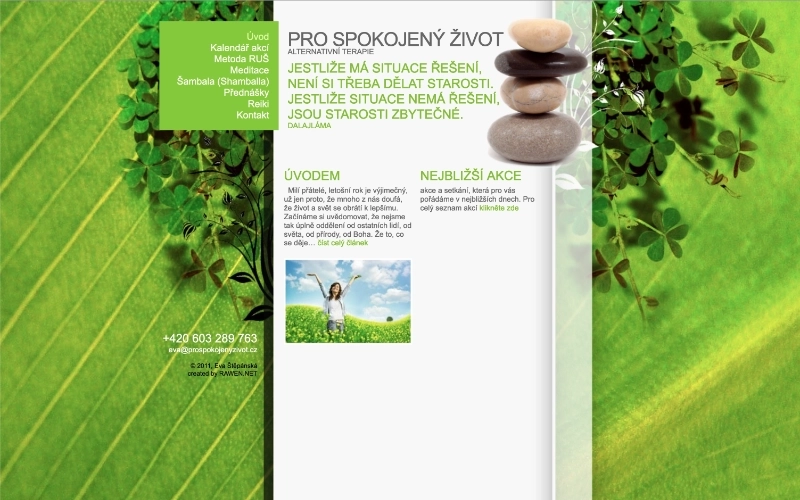 Úvod
Kalendář akcí
Metoda RUŠ
Meditace
Šambala (Shamballa)
Přednášky
Reiki
Kontakt
PRO SPOKOJENÝ ŽIVOT
ALTERNATIVNÍ TERAPIE
JESTLIŽE MÁ SITUACE ŘEŠENÍ,
NENÍ SI TŘEBA DĚLAT STAROSTI.
JESTLIŽE SITUACE NEMÁ ŘEŠENÍ,
JSOU STAROSTI ZBYTEČNÉ.
DALAJLÁMA
ÚVODEM
Milí přátelé, letošní rok je výjimečný,
už jen proto, že mnoho z nás doufá,
že život a svět se obrátí k lepšímu.
Začínáme si uvědomovat, že nejsme
tak úplně oddělení od ostatních lidí, od
světa, od přírody, od Boha. Že to, co
se děje... číst celý článek
NEJBLIŽŠÍ AKCE
akce a setkání, která pro vás
pořádáme v nejbližších dnech. Pro
celý seznam akcí klikněte zde
+420 603 289 763
eva@prospokojenyzivot.cz
© 2011, Eva Štěpánská
created by RAWEN.NET